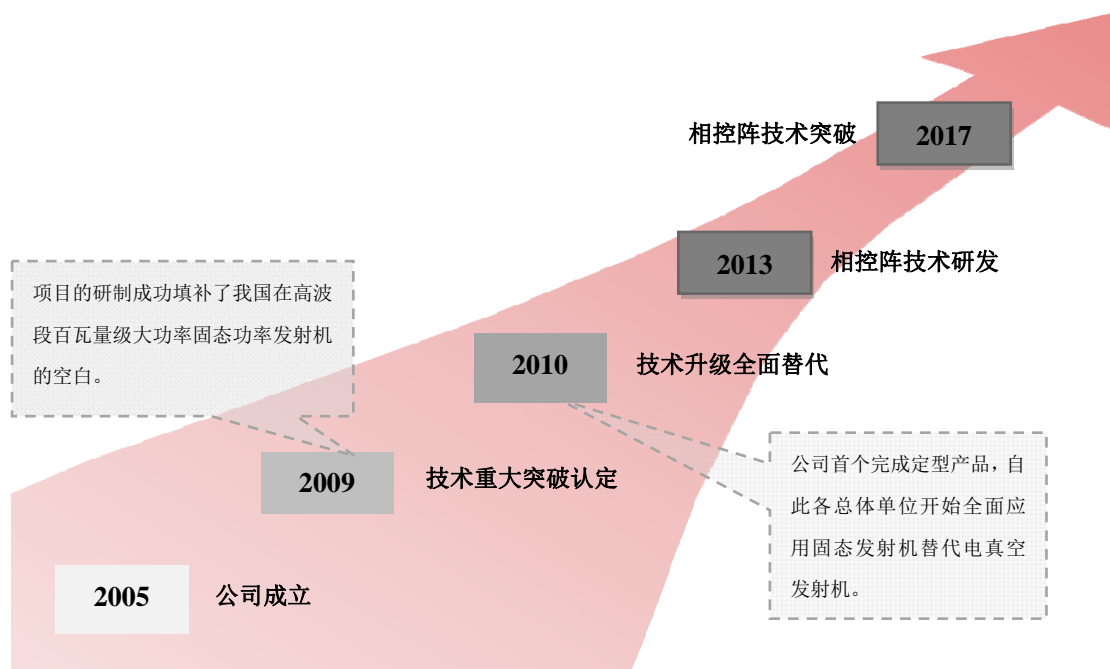 相控阵技术突破
2017
2013
相控阵技术研发
项目的研制成功填补了我国在高波
段百瓦量级大功率固态功率发射机
的空白。
2010
技术升级全面替代
2009
技术重大突破认定
公司首个完成定型产品，自
此各总体单位开始全面应
用固态发射机替代电真空
发射机。
2005
公司成立